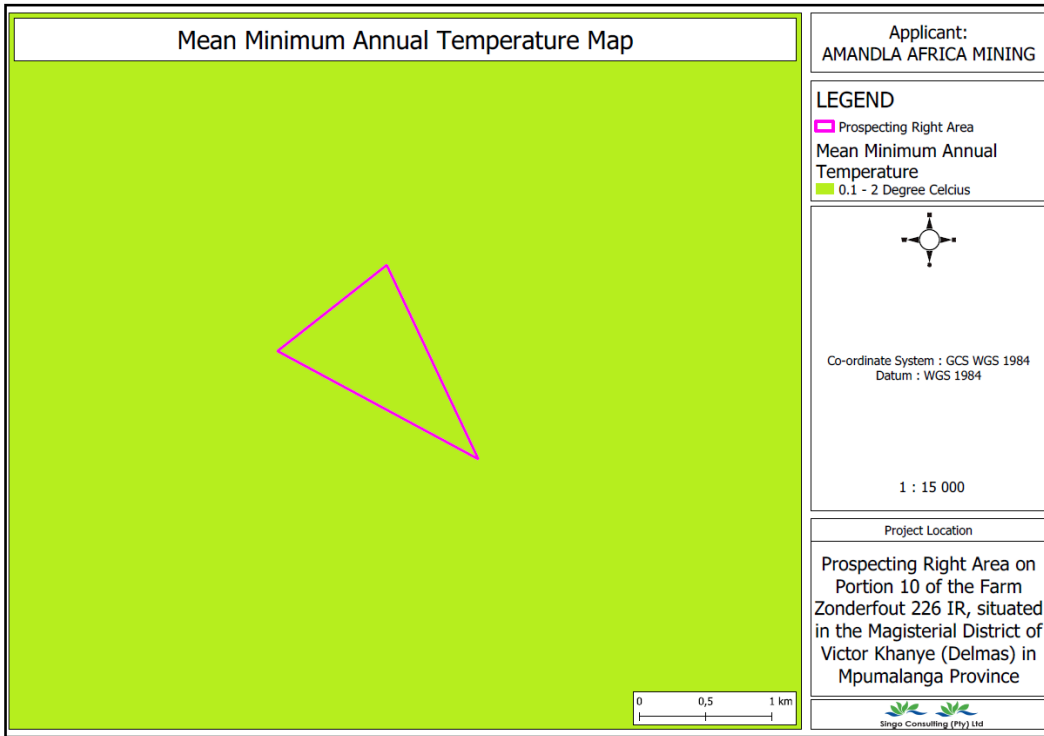 Mean Minimum Annual Temperature Map
Applicant:
AMANDLA AFRICA MINING
LEGEND
Prospecting Right Area
Mean Minimum Annual
Temperature
0.1 - 2 Degree Celcius
Co-ordinate System : GCS WGS 1984
Datum : WGS 1984
1 : 15 000
Project Location
Prospecting Right Area on
Portion 10 of the Farm
Zonderfout 226 IR, situated
in the Magisterial District of
Victor Khanye (Delmas) in
Mpumalanga Province
0 0,5 1 km
Singo Consulting (Pty) Ltd